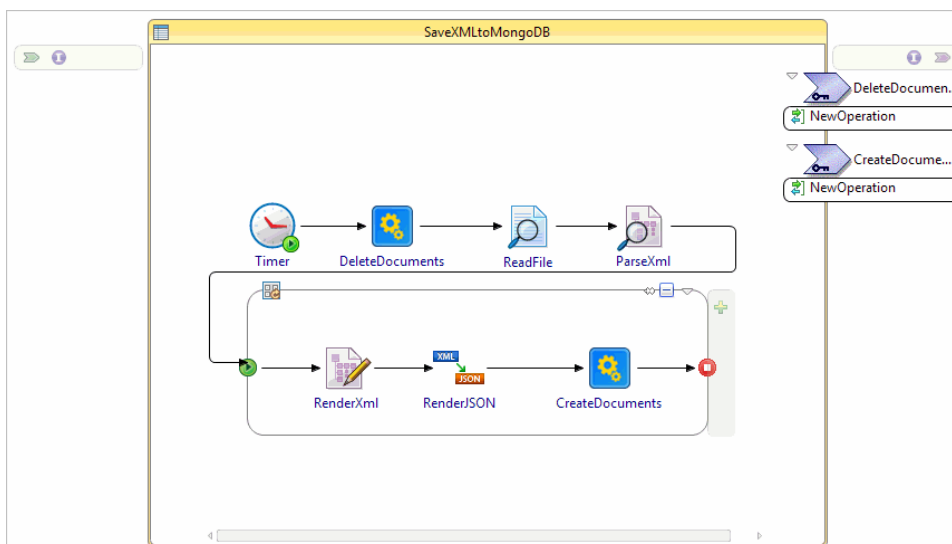 SaveXMLtoMongoDB
DeleteDocumen...
NewOperation
CreateDocume...
NewOperation
Timer
DeleteDocuments
ReadFile
ParseXml
RenderXml
XML
JSON
RenderJSON
CreateDocuments